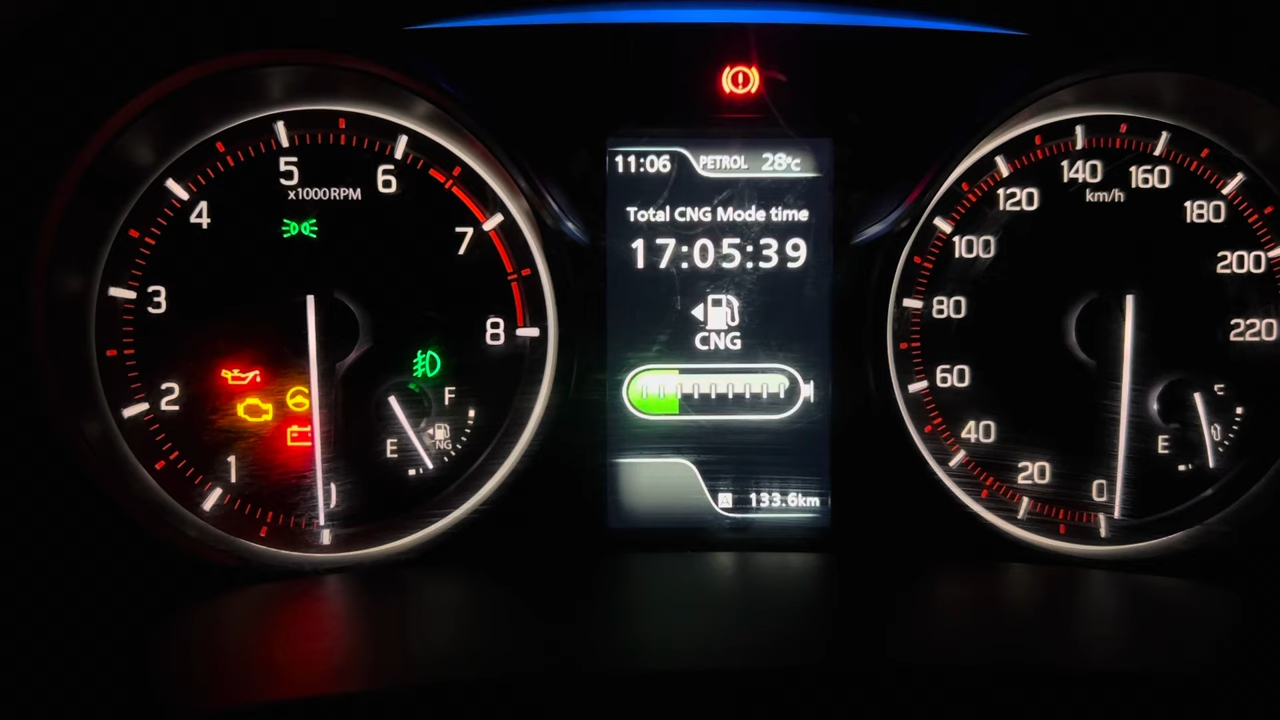 5
6
x1000RPM
4
7
3
8
2
F
E
NG
1
11:06 PETROL 28°C
Total CNG Mode time
17:05:39
CNG
A 133.6km
140
160
km/h
120
180
100
200
80
220
60
40
E
20
0